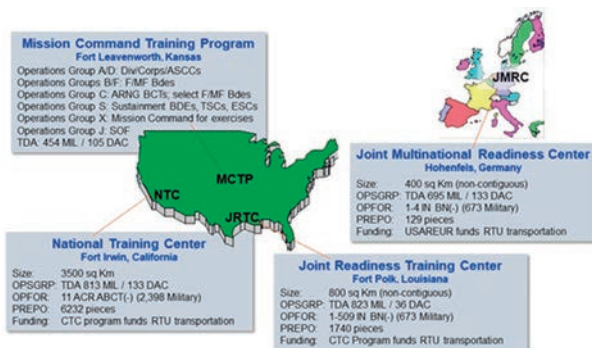 Mission Command Training Program
Fort Leavenworth, Kansas
Operations Group A/D: Div/Corps/ASCCs
Operations Groups B/F: F/MF Bdes
Operations Group C: ARNG BCTs; select F/MF Bdes
Operations Group S: Sustainment BDEs, TSCs, ESCs
Operations Group X: Mission Command for exercises
Operations Group J: SOF
TDA: 454 MIL / 105 DAC
JMRC
MCTP
NTC
JRTC
Joint Multinational Readiness Center
Hohenfels, Germany
Size: 400 sq Km (non-contiguous)
OPSGRP: TDA 695 MIL / 133 DAC
OPFOR: 1-4 IN BN(-) (673 Military)
PREPO: 129 pieces
Funding: USAREUR funds RTU transportation
National Training Center
Fort Irwin, California
Size: 3500 sq Km
OPSGRP: TDA 813 MIL / 133 DAC
OPFOR: 11 ACR ABCT(-) (2,398 Military)
PREPO: 6232 pieces
Funding: CTC program funds RTU transportation
Joint Readiness Training Center
Fort Polk, Louisiana
Size: 800 sq Km (non-contiguous)
OPSGRP: TDA 823 MIL / 36 DAC
OPFOR: 1-509 IN BN(-) (673 Military)
PREPO: 1740 pieces
Funding: CTC Program funds RTU transportation